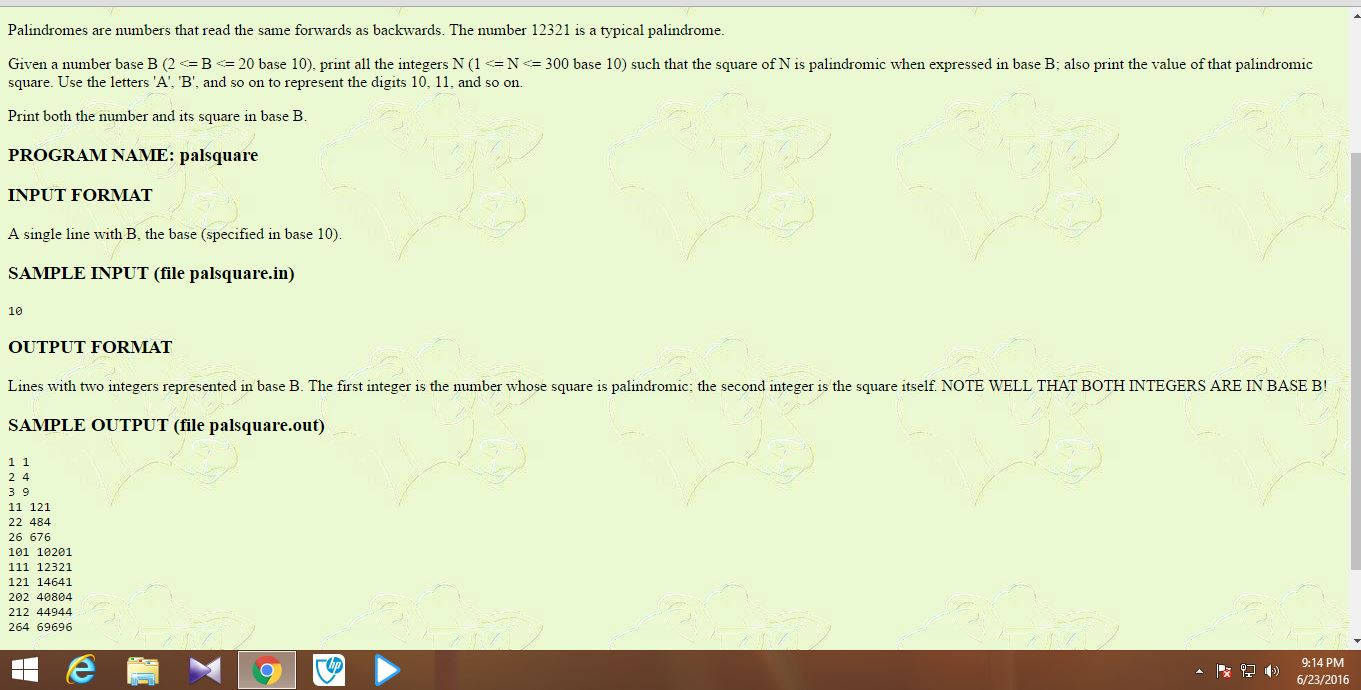 Palindromes are numbers that read the same forwards as backwards. The number 12321 is a typical palindrome.
Given a number base B (2 <= B <= 20 base 10), print all the integers N (1 <= N <= 300 base 10) such that the square of N is palindromic when expressed in base B; also print the value of that palindromic
square. Use the letters 'A', 'B', and so on to represent the digits 10, 11, and so on.
Print both the number and its square in base B.
PROGRAM NAME: palsquare
INPUT FORMAT
A single line with B, the base (specified in base 10).
SAMPLE INPUT (file palsquare.in)
10
OUTPUT FORMAT
Lines with two integers represented in base B. The first integer is the number whose square is palindromic; the second integer is the square itself. NOTE WELL THAT BOTH INTEGERS ARE IN BASE B!
SAMPLE OUTPUT (file palsquare.out)
1 1
2 4
3 9
11 121
22 484
26 676
101 10201
111 12321
121 14641
202 40804
212 44944
264 69696
hp
9:14 PM
6/23/2016